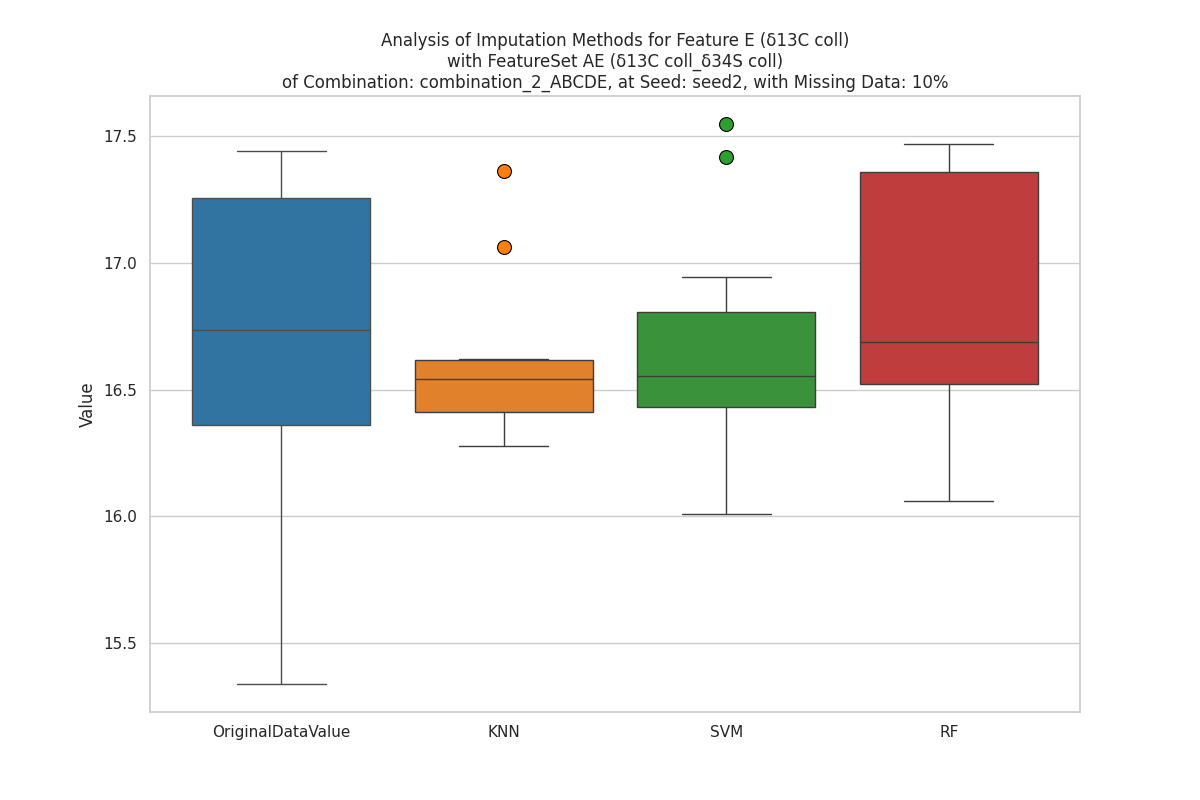 Analysis of Imputation Methods for Feature E (δ13C coll)
with FeatureSet AE (δ13C coll_δ34S coll)
of Combination: combination_2_ABCDE, at Seed: seed2, with Missing Data: 10%
17.5
17.0
16.5
16.0
15.5
Value
OriginalDataValue
KNN
SVM
RF